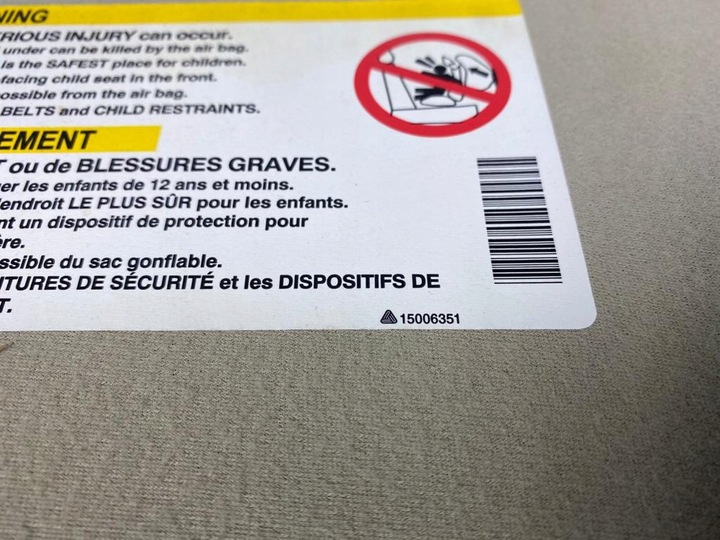 NING
RIOUS INJURY can occur.
under can be killed by the air bag.
is the SAFEST place for children.
facing child seat in the front.
ossible from the air bag.
BELTS and CHILD RESTRAINTS.
EMENT
T ou de BLESSURES GRAVES.
er les enfants de 12 ans et moins.
endroit LE PLUS SÛR pour les enfants.
nt un dispositif de protection pour
ère.
ssible du sac gonflable.
TURES DE SÉCURITÉ et les DISPOSITIFS DE
T.
15006351